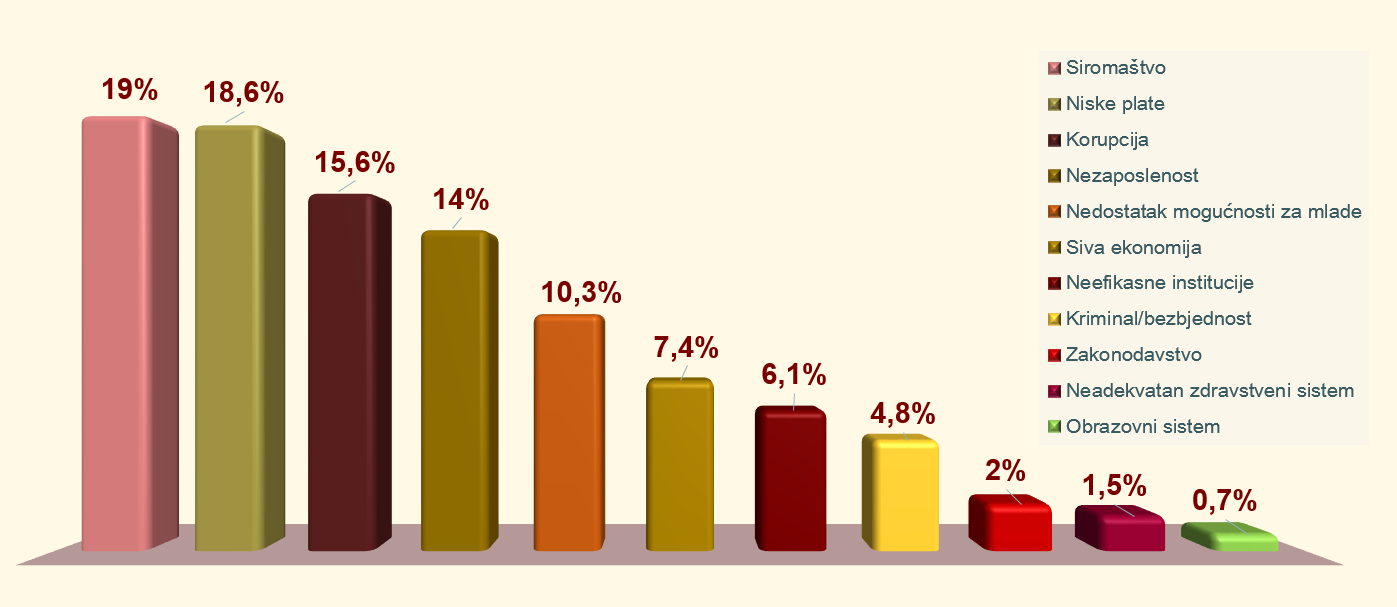 19%
18,6%
15,6%
14%
10,3%
7,4%
6,1%
4,8%
2%
1,5%
0,7%
Siromaštvo
Niske plate
Korupcija
Nezaposlenost
Nedostatak mogućnosti za mlade
Siva ekonomija
Neefikasne institucije
Kriminal/bezbjednost
Zakonodavstvo
Neadekvatan zdravstveni sistem
Obrazovni sistem